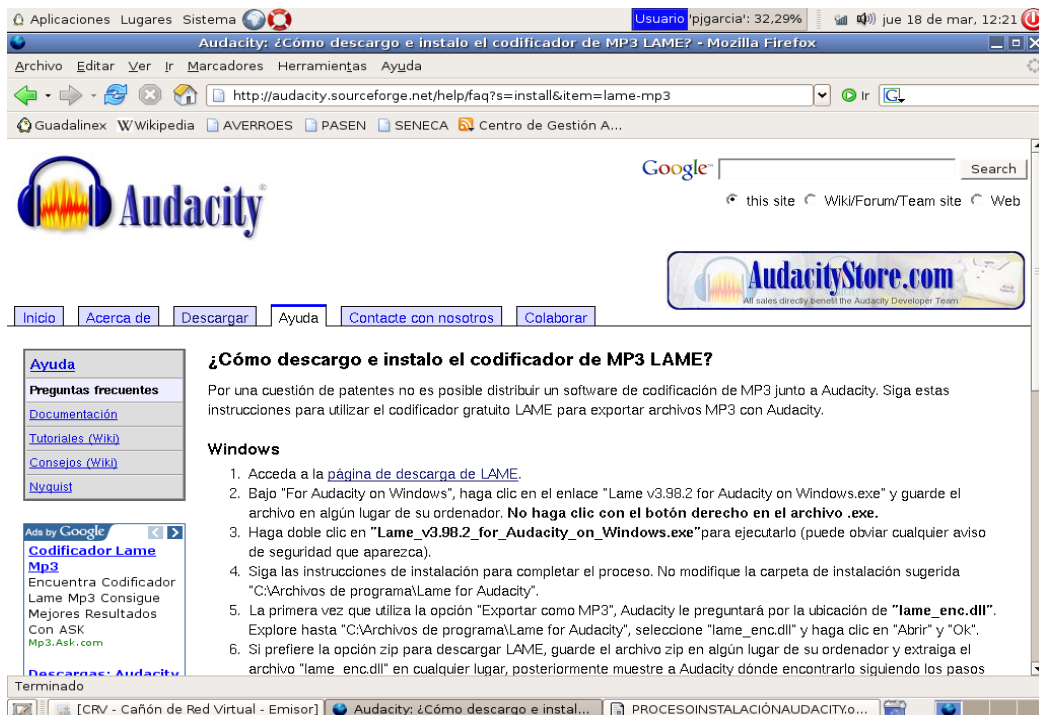 Aplicaciones Lugares Sistema Usuario 'pjgarcia': 32,29% jue 18 de mar, 12:21
Audacity: ¿Cómo descargo e instalo el codificador de MP3 LAME? - Mozilla Firefox
Archivo Editar Ver Ir Marcadores Herramientas Ayuda
http://audacity.sourceforge.net/help/faq?s=install&item=lame-mp3 Ir G
Guadalinex Wikipedia AVERROES PASEN SENECA Centro de Gestión A...
Audacity®
Google™ Search
this site Wiki/Forum/Team site Web
AudacityStore.com
All sales directly benefit the Audacity Developer Team
Inicio Acerca de Descargar Ayuda Contacte con nosotros Colaborar
Ayuda
Preguntas frecuentes
Documentación
Tutoriales (Wiki)
Consejos (Wiki)
Nyquist
Ads by Google
Codificador Lame
Mp3
Encuentra Codificador
Lame Mp3 Consigue
Mejores Resultados
Con ASK
Mp3.Ask.com
Descargas: Audacity
¿Cómo descargo e instalo el codificador de MP3 LAME?
Por una cuestión de patentes no es posible distribuir un software de codificación de MP3 junto a Audacity. Siga estas
instrucciones para utilizar el codificador gratuito LAME para exportar archivos MP3 con Audacity.
Windows
1. Acceda a la página de descarga de LAME.
2. Bajo "For Audacity on Windows", haga clic en el enlace "Lame v3.98.2 for Audacity on Windows.exe" y guarde el
archivo en algún lugar de su ordenador. No haga clic con el botón derecho en el archivo .exe.
3. Haga doble clic en "Lame_v3.98.2_for_Audacity_on_Windows.exe"para ejecutarlo (puede obviar cualquier aviso
de seguridad que aparezca).
4. Siga las instrucciones de instalación para completar el proceso. No modifique la carpeta de instalación sugerida
"C:\Archivos de programa\Lame for Audacity".
5. La primera vez que utiliza la opción "Exportar como MP3", Audacity le preguntará por la ubicación de "lame_enc.dll".
Explore hasta "C:\Archivos de programa\Lame for Audacity", seleccione "lame_enc.dll" y haga clic en "Abrir" y "Ok".
6. Si prefiere la opción zip para descargar LAME, guarde el archivo zip en algún lugar de su ordenador y extraiga el
archivo "lame_enc.dll" en cualquier lugar, posteriormente muestre a Audacity dónde encontrarlo siguiendo los pasos
Terminado
[CRV - Cañón de Red Virtual - Emisor] Audacity: ¿Cómo descargo e instal... PROCESOINSTALACIÓNAUDACITY.o...